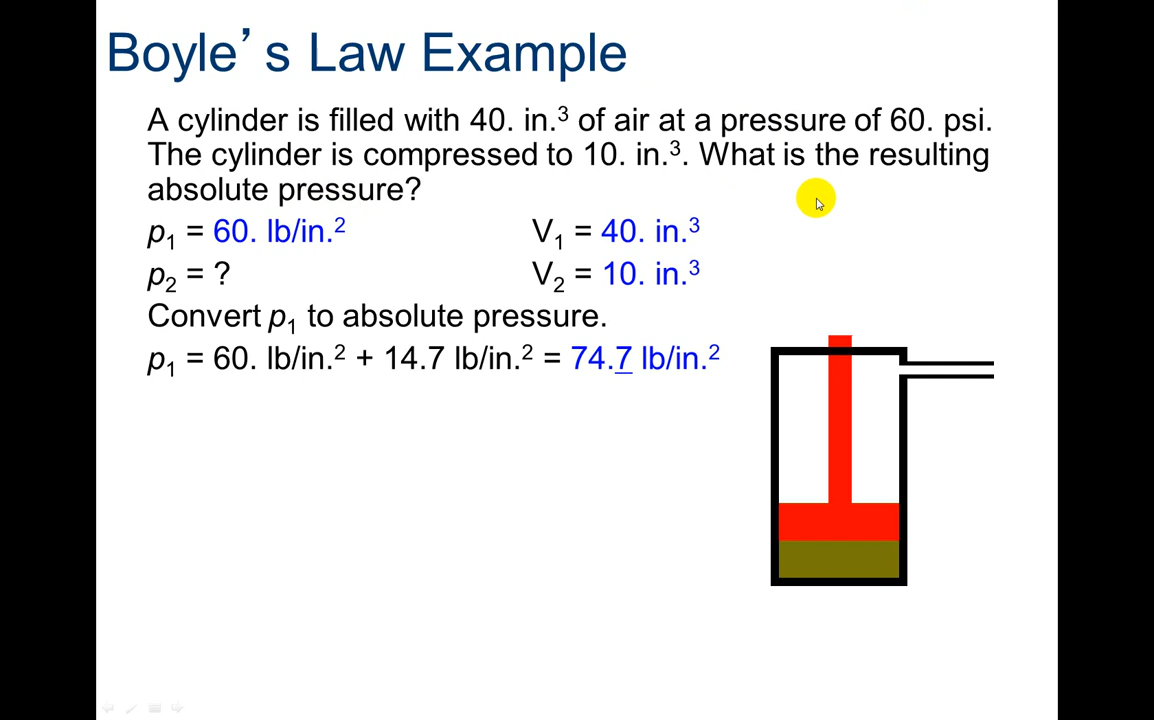 Boyle’s Law Example
A cylinder is filled with 40. in.³ of air at a pressure of 60. psi.
The cylinder is compressed to 10. in.³. What is the resulting
absolute pressure?
p₁ = 60. lb/in.² V₁ = 40. in.³
p₂ = ? V₂ = 10. in.³
Convert p₁ to absolute pressure.
p₁ = 60. lb/in.² + 14.7 lb/in.² = 74.7 lb/in.²